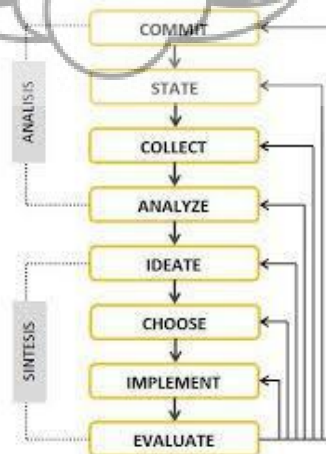 COMMIT
STATE
COLLECT
ANALYZE
IDEATE
CHOOSE
IMPLEMENT
EVALUATE
ANALISIS
SINTESIS